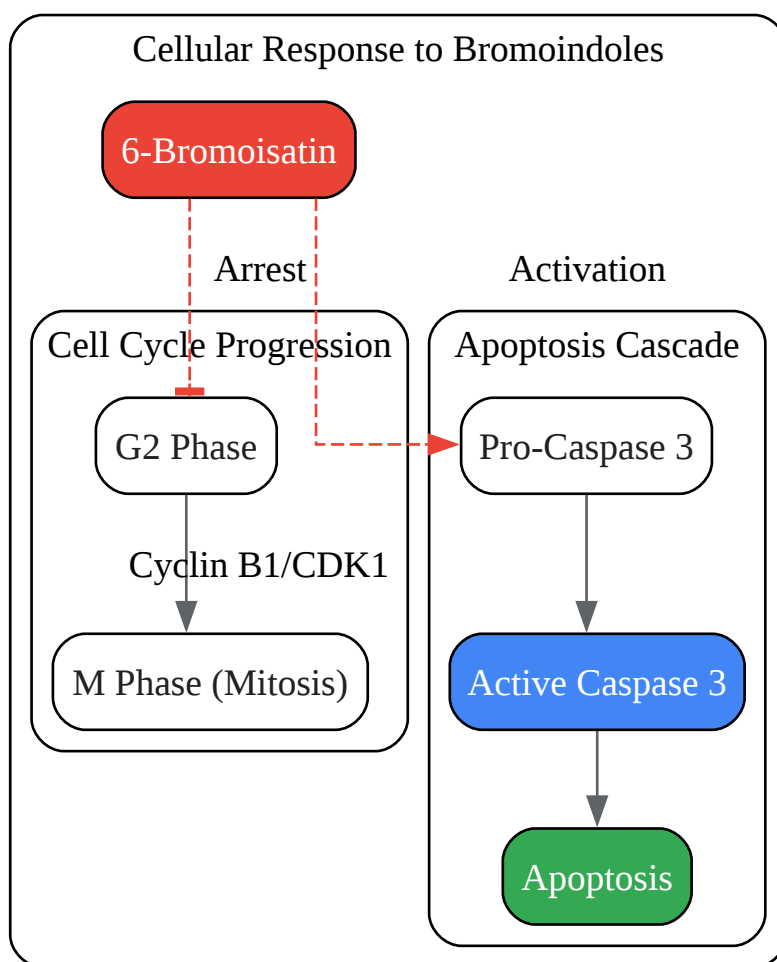 Cellular Response to Bromoindoles
6-Bromoisatin
Arrest
Activation
Cell Cycle Progression
Apoptosis Cascade
G2 Phase
Pro-Caspase 3
Cyclin B1/CDK1
M Phase (Mitosis)
Active Caspase 3
Apoptosis